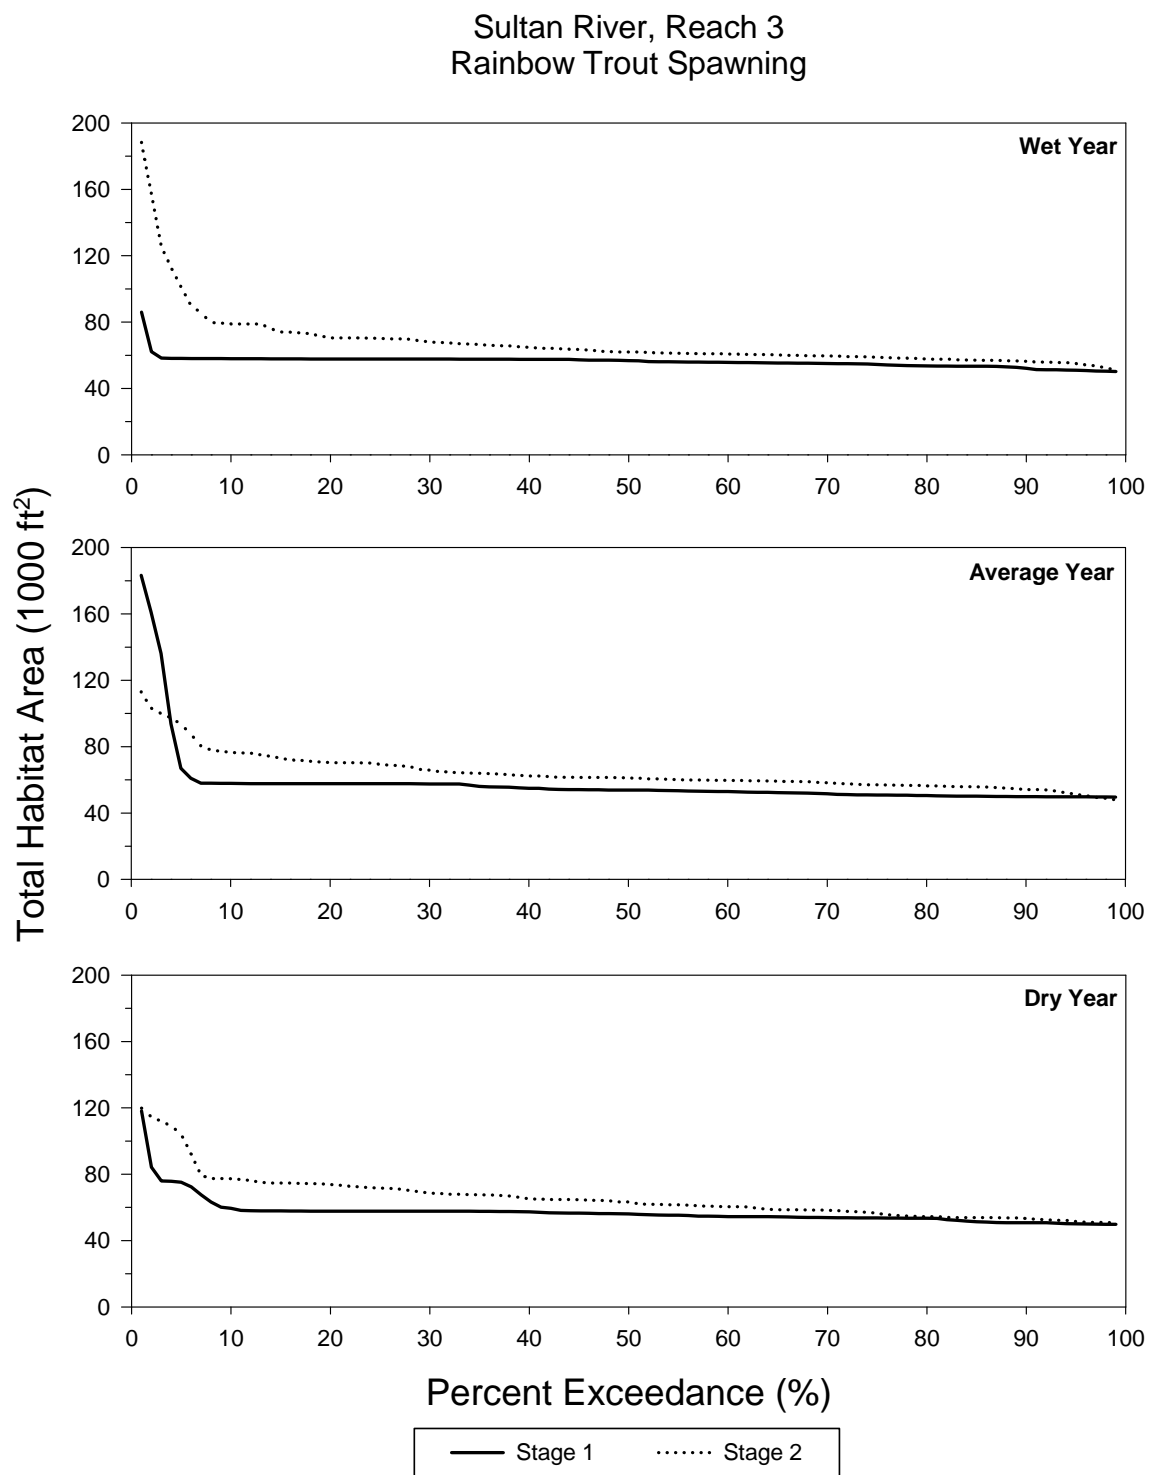 Sultan River, Reach 3
Rainbow Trout Spawning
Total Habitat Area (1000 ft²)
200
160
120
80
40
0
Wet Year
0 10 20 30 40 50 60 70 80 90 100
200
160
120
80
40
0
Average Year
0 10 20 30 40 50 60 70 80 90 100
200
160
120
80
40
0
Dry Year
0 10 20 30 40 50 60 70 80 90 100
Percent Exceedance (%)
Stage 1 Stage 2